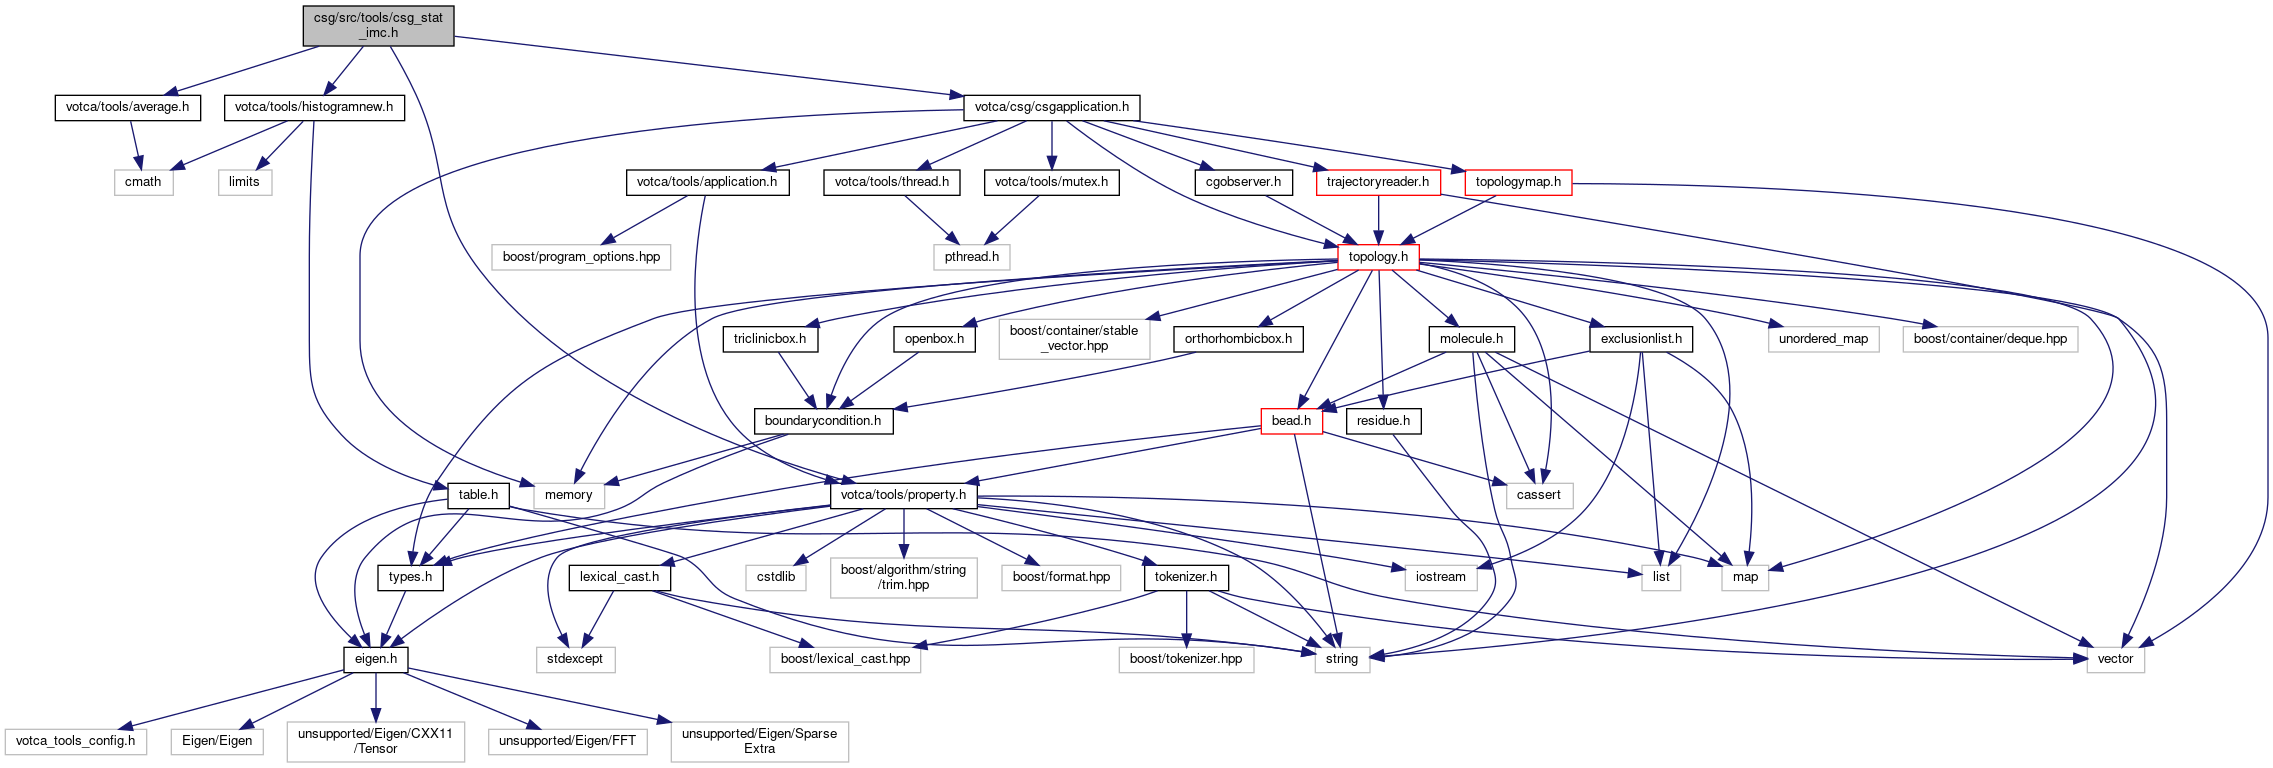 csg/src/tools/csg_stat
_imc.h
votca/tools/average.h
votca/tools/histogramnew.h
votca/csg/csgapplication.h
cmath
limits
votca/tools/application.h
votca/tools/thread.h
votca/tools/mutex.h
cgobserver.h
trajectoryreader.h
topologymap.h
boost/program_options.hpp
pthread.h
topology.h
triclinicbox.h
openbox.h
boost/container/stable
_vector.hpp
orthorhombicbox.h
molecule.h
exclusionlist.h
unordered_map
boost/container/deque.hpp
boundarycondition.h
bead.h
residue.h
table.h
memory
votca/tools/property.h
cassert
types.h
lexical_cast.h
cstdlib
boost/algorithm/string
/trim.hpp
boost/format.hpp
tokenizer.h
iostream
list
map
eigen.h
stdexcept
boost/lexical_cast.hpp
boost/tokenizer.hpp
string
vector
votca_tools_config.h
Eigen/Eigen
unsupported/Eigen/CXX11
/Tensor
unsupported/Eigen/FFT
unsupported/Eigen/Sparse
Extra